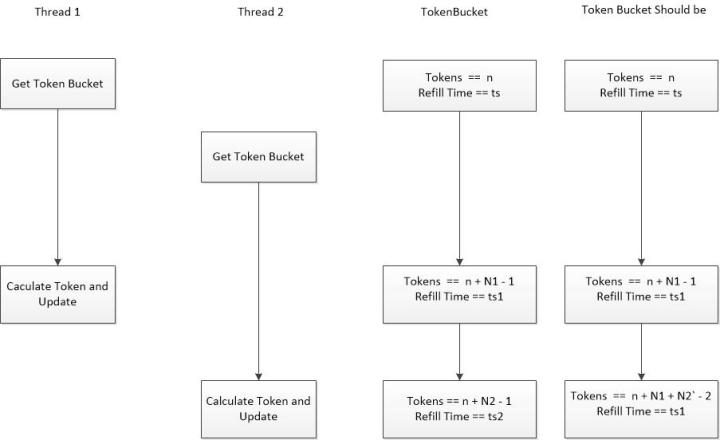 Thread 1
Thread 2
TokenBucket
Token Bucket Should be
Get Token Bucket
Tokens == n
Refill Time == ts
Tokens == n
Refill Time == ts
Get Token Bucket
Caculate Token and
Update
Tokens == n + N1 - 1
Refill Time == ts1
Tokens == n + N1 - 1
Refill Time == ts1
Calculate Token and
Update
Tokens == n + N2 - 1
Refill Time == ts2
Tokens == n + N1 + N2` - 2
Refill Time == ts1